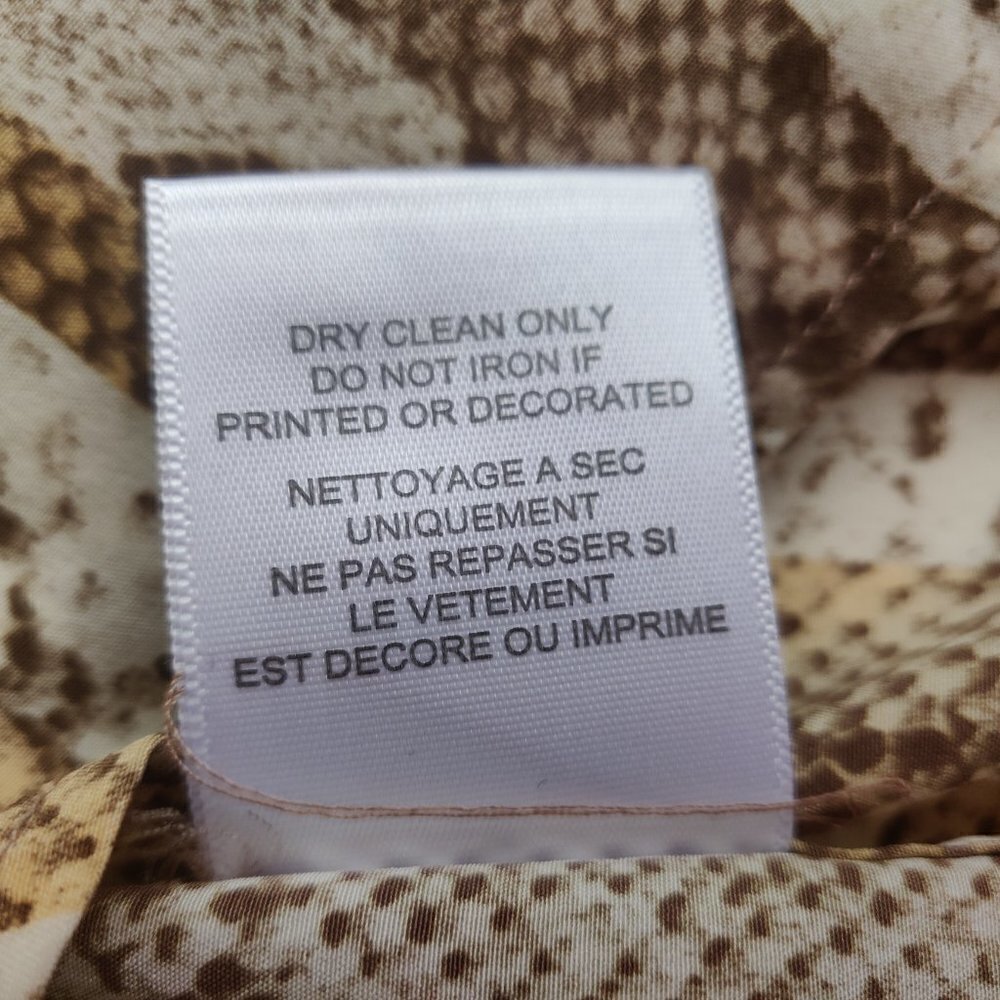 DRY CLEAN ONLY
DO NOT IRON IF
PRINTED OR DECORATED
NETTOYAGE A SEC
UNIQUEMENT
NE PAS REPASSER SI
LE VETEMENT
EST DECORE OU IMPRIME